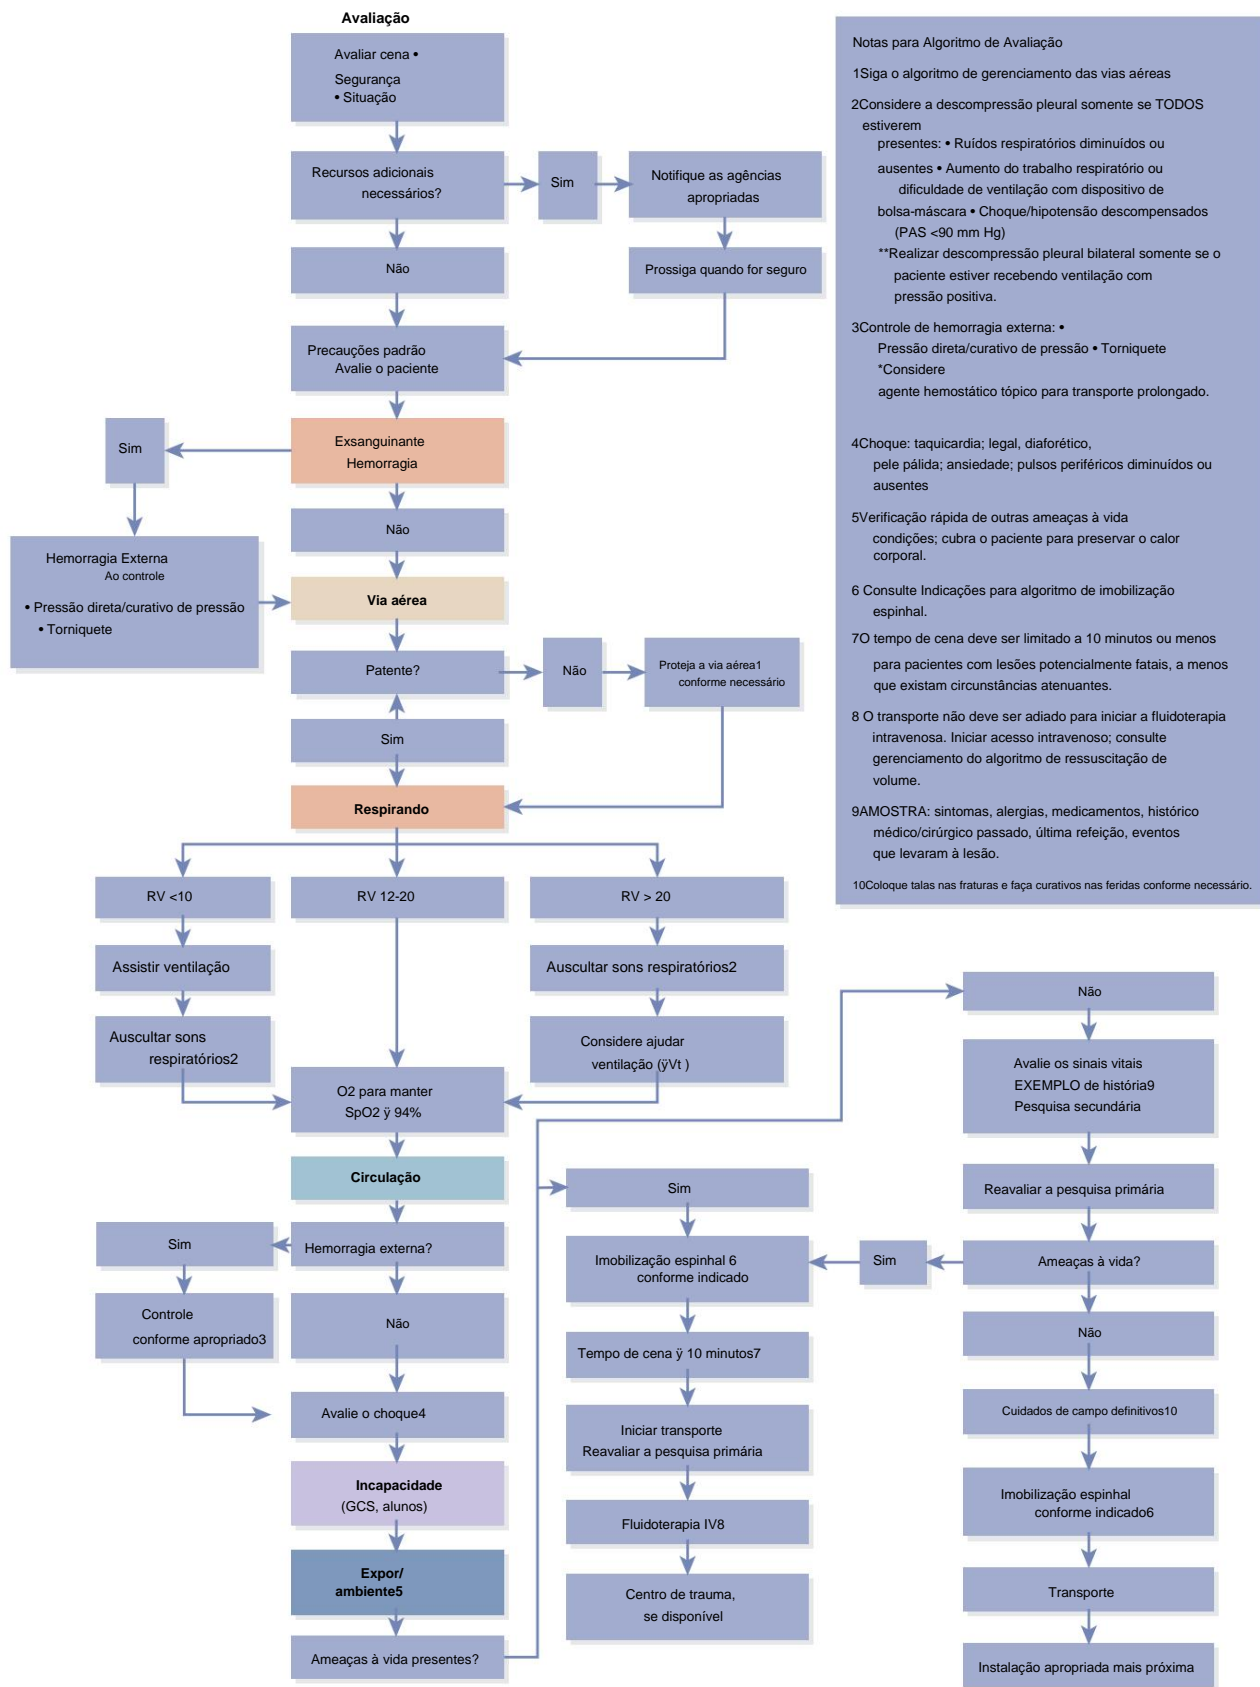 Avaliação
Avaliar cena •
Segurança
• Situação
Recursos adicionais
necessários?
Sim
Notifique as agências
apropriadas
Não
Prossiga quando for seguro
Precauções padrão
Avalie o paciente
Sim
Exsanguinante
Hemorragia
Não
Hemorragia Externa
Ao controle
• Pressão direta/curativo de pressão
• Torniquete
Via aérea
Patente?
Não
Proteja a via aérea1
conforme necessário
Sim
Respirando
RV <10
RV 12-20
RV > 20
Assistir ventilação
Auscultar sons respiratórios2
Auscultar sons
respiratórios2
Considere ajudar
ventilação (ÿVt )
O2 para manter
SpO2 ÿ 94%
Circulação
Sim
Hemorragia externa?
Controle
conforme apropriado3
Não
Avalie o choque4
Incapacidade
(GCS, alunos)
Expor/
ambiente5
Ameaças à vida presentes?
Sim
Imobilização espinhal 6
conforme indicado
Tempo de cena ÿ 10 minutos7
Iniciar transporte
Reavaliar a pesquisa primária
Fluidoterapia IV8
Centro de trauma,
se disponível
Não
Avalie os sinais vitais
EXEMPLO de história9
Pesquisa secundária
Reavaliar a pesquisa primária
Sim
Ameaças à vida?
Não
Cuidados de campo definitivos10
Imobilização espinhal
conforme indicado6
Transporte
Instalação apropriada mais próxima
Notas para Algoritmo de Avaliação
1Siga o algoritmo de gerenciamento das vias aéreas
2Considere a descompressão pleural somente se TODOS
estiverem
presentes: • Ruídos respiratórios diminuídos ou
ausentes • Aumento do trabalho respiratório ou
dificuldade de ventilação com dispositivo de
bolsa-máscara • Choque/hipotensão descompensados
(PAS <90 mm Hg)
**Realizar descompressão pleural bilateral somente se o
paciente estiver recebendo ventilação com
pressão positiva.
3Controle de hemorragia externa: •
Pressão direta/curativo de pressão • Torniquete
*Considere
agente hemostático tópico para transporte prolongado.
4Choque: taquicardia; legal, diaforético,
pele pálida; ansiedade; pulsos periféricos diminuídos ou
ausentes
5Verificação rápida de outras ameaças à vida
condições; cubra o paciente para preservar o calor
corporal.
6 Consulte Indicações para algoritmo de imobilização
espinhal.
7O tempo de cena deve ser limitado a 10 minutos ou menos
para pacientes com lesões potencialmente fatais, a menos
que existam circunstâncias atenuantes.
8 O transporte não deve ser adiado para iniciar a fluidoterapia
intravenosa. Iniciar acesso intravenoso; consulte
gerenciamento do algoritmo de ressuscitação de
volume.
9AMOSTRA: sintomas, alergias, medicamentos, histórico
médico/cirúrgico passado, última refeição, eventos
que levaram à lesão.
10Coloque talas nas fraturas e faça curativos nas feridas conforme necessário.